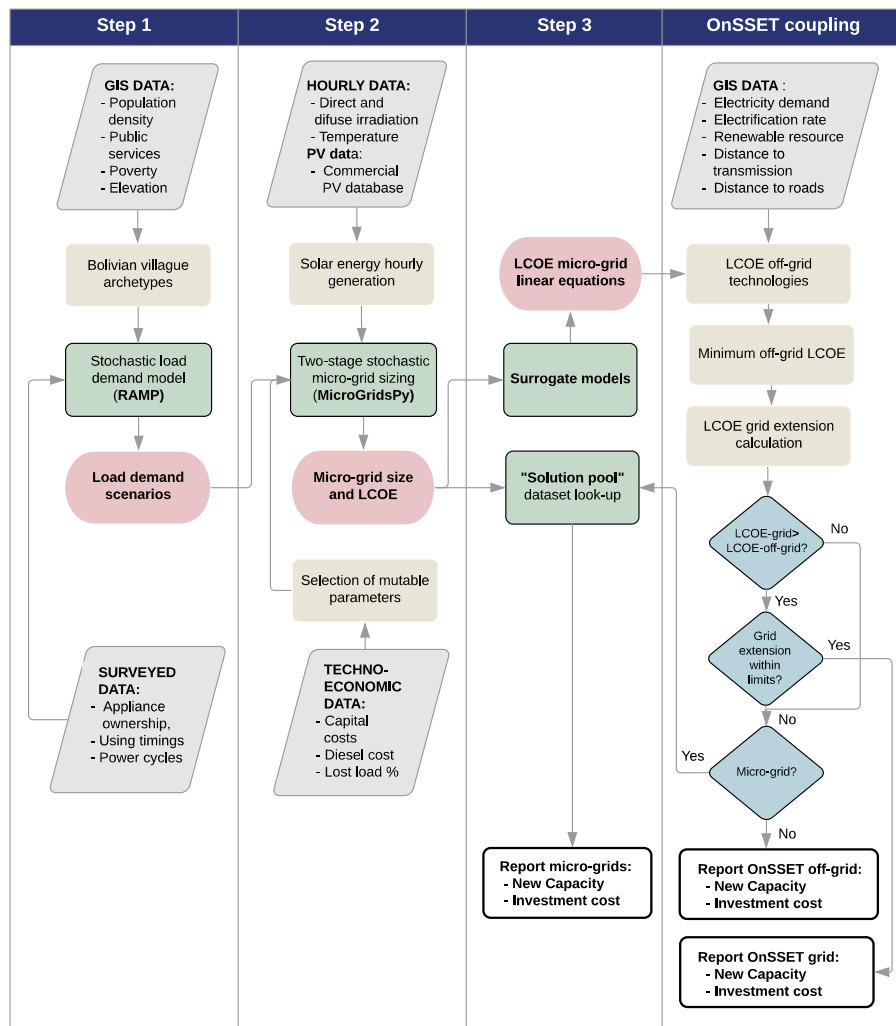 Step 1
Step 2
Step 3
OnSSET coupling
GIS DATA:
- Population
density
- Public
services
- Poverty
- Elevation
Bolivian villague
archetypes
Stochastic load
demand model
(RAMP)
Load demand
scenarios
SURVEYED
DATA:
- Appliance
ownership,
- Using timings
- Power cycles
HOURLY DATA:
- Direct and
difuse irradiation
- Temperature
PV data:
- Commercial
PV database
Solar energy hourly
generation
Two-stage stochastic
micro-grid sizing
(MicroGridsPy)
Micro-grid size
and LCOE
Selection of mutable
parameters
TECHNO-
ECONOMIC
DATA:
- Capital
costs
- Diesel cost
- Lost load %
LCOE micro-grid
linear equations
Surrogate models
"Solution pool"
dataset look-up
Report micro-grids:
- New Capacity
- Investment cost
GIS DATA :
- Electricity demand
- Electrification rate
- Renewable resource
- Distance to
transmission
- Distance to roads
LCOE off-grid
technologies
Minimum off-grid LCOE
LCOE grid extension
calculation
LCOE-grid>
LCOE-off-grid?
No
Yes
Grid
extension
within
limits?
Yes
No
Yes
Micro-grid?
No
Report OnSSET off-grid:
- New Capacity
- Investment cost
Report OnSSET grid:
- New Capacity
- Investment cost